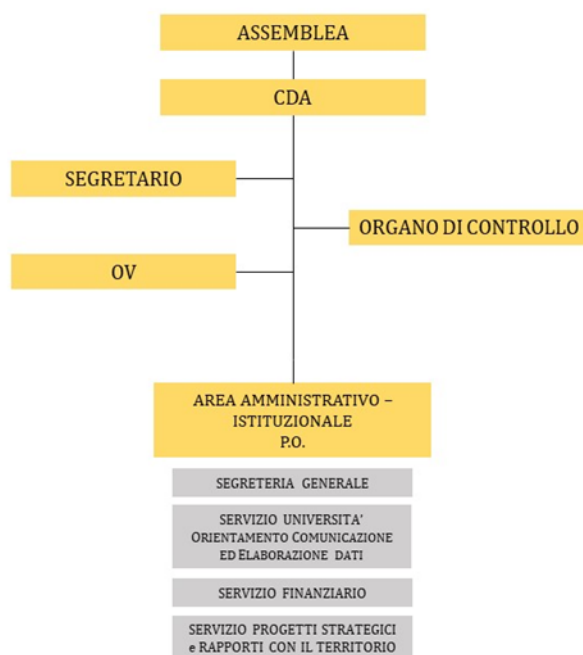 ASSEMBLEA
CDA
SEGRETARIO
ORGANO DI CONTROLLO
OV
AREA AMMINISTRATIVO –
ISTITUZIONALE
P.O.
SEGRETERIA GENERALE
SERVIZIO UNIVERSITA'
ORIENTAMENTO COMUNICAZIONE
ED ELABORAZIONE DATI
SERVIZIO FINANZIARIO
SERVIZIO PROGETTI STRATEGICI
e RAPPORTI CON IL TERRITORIO